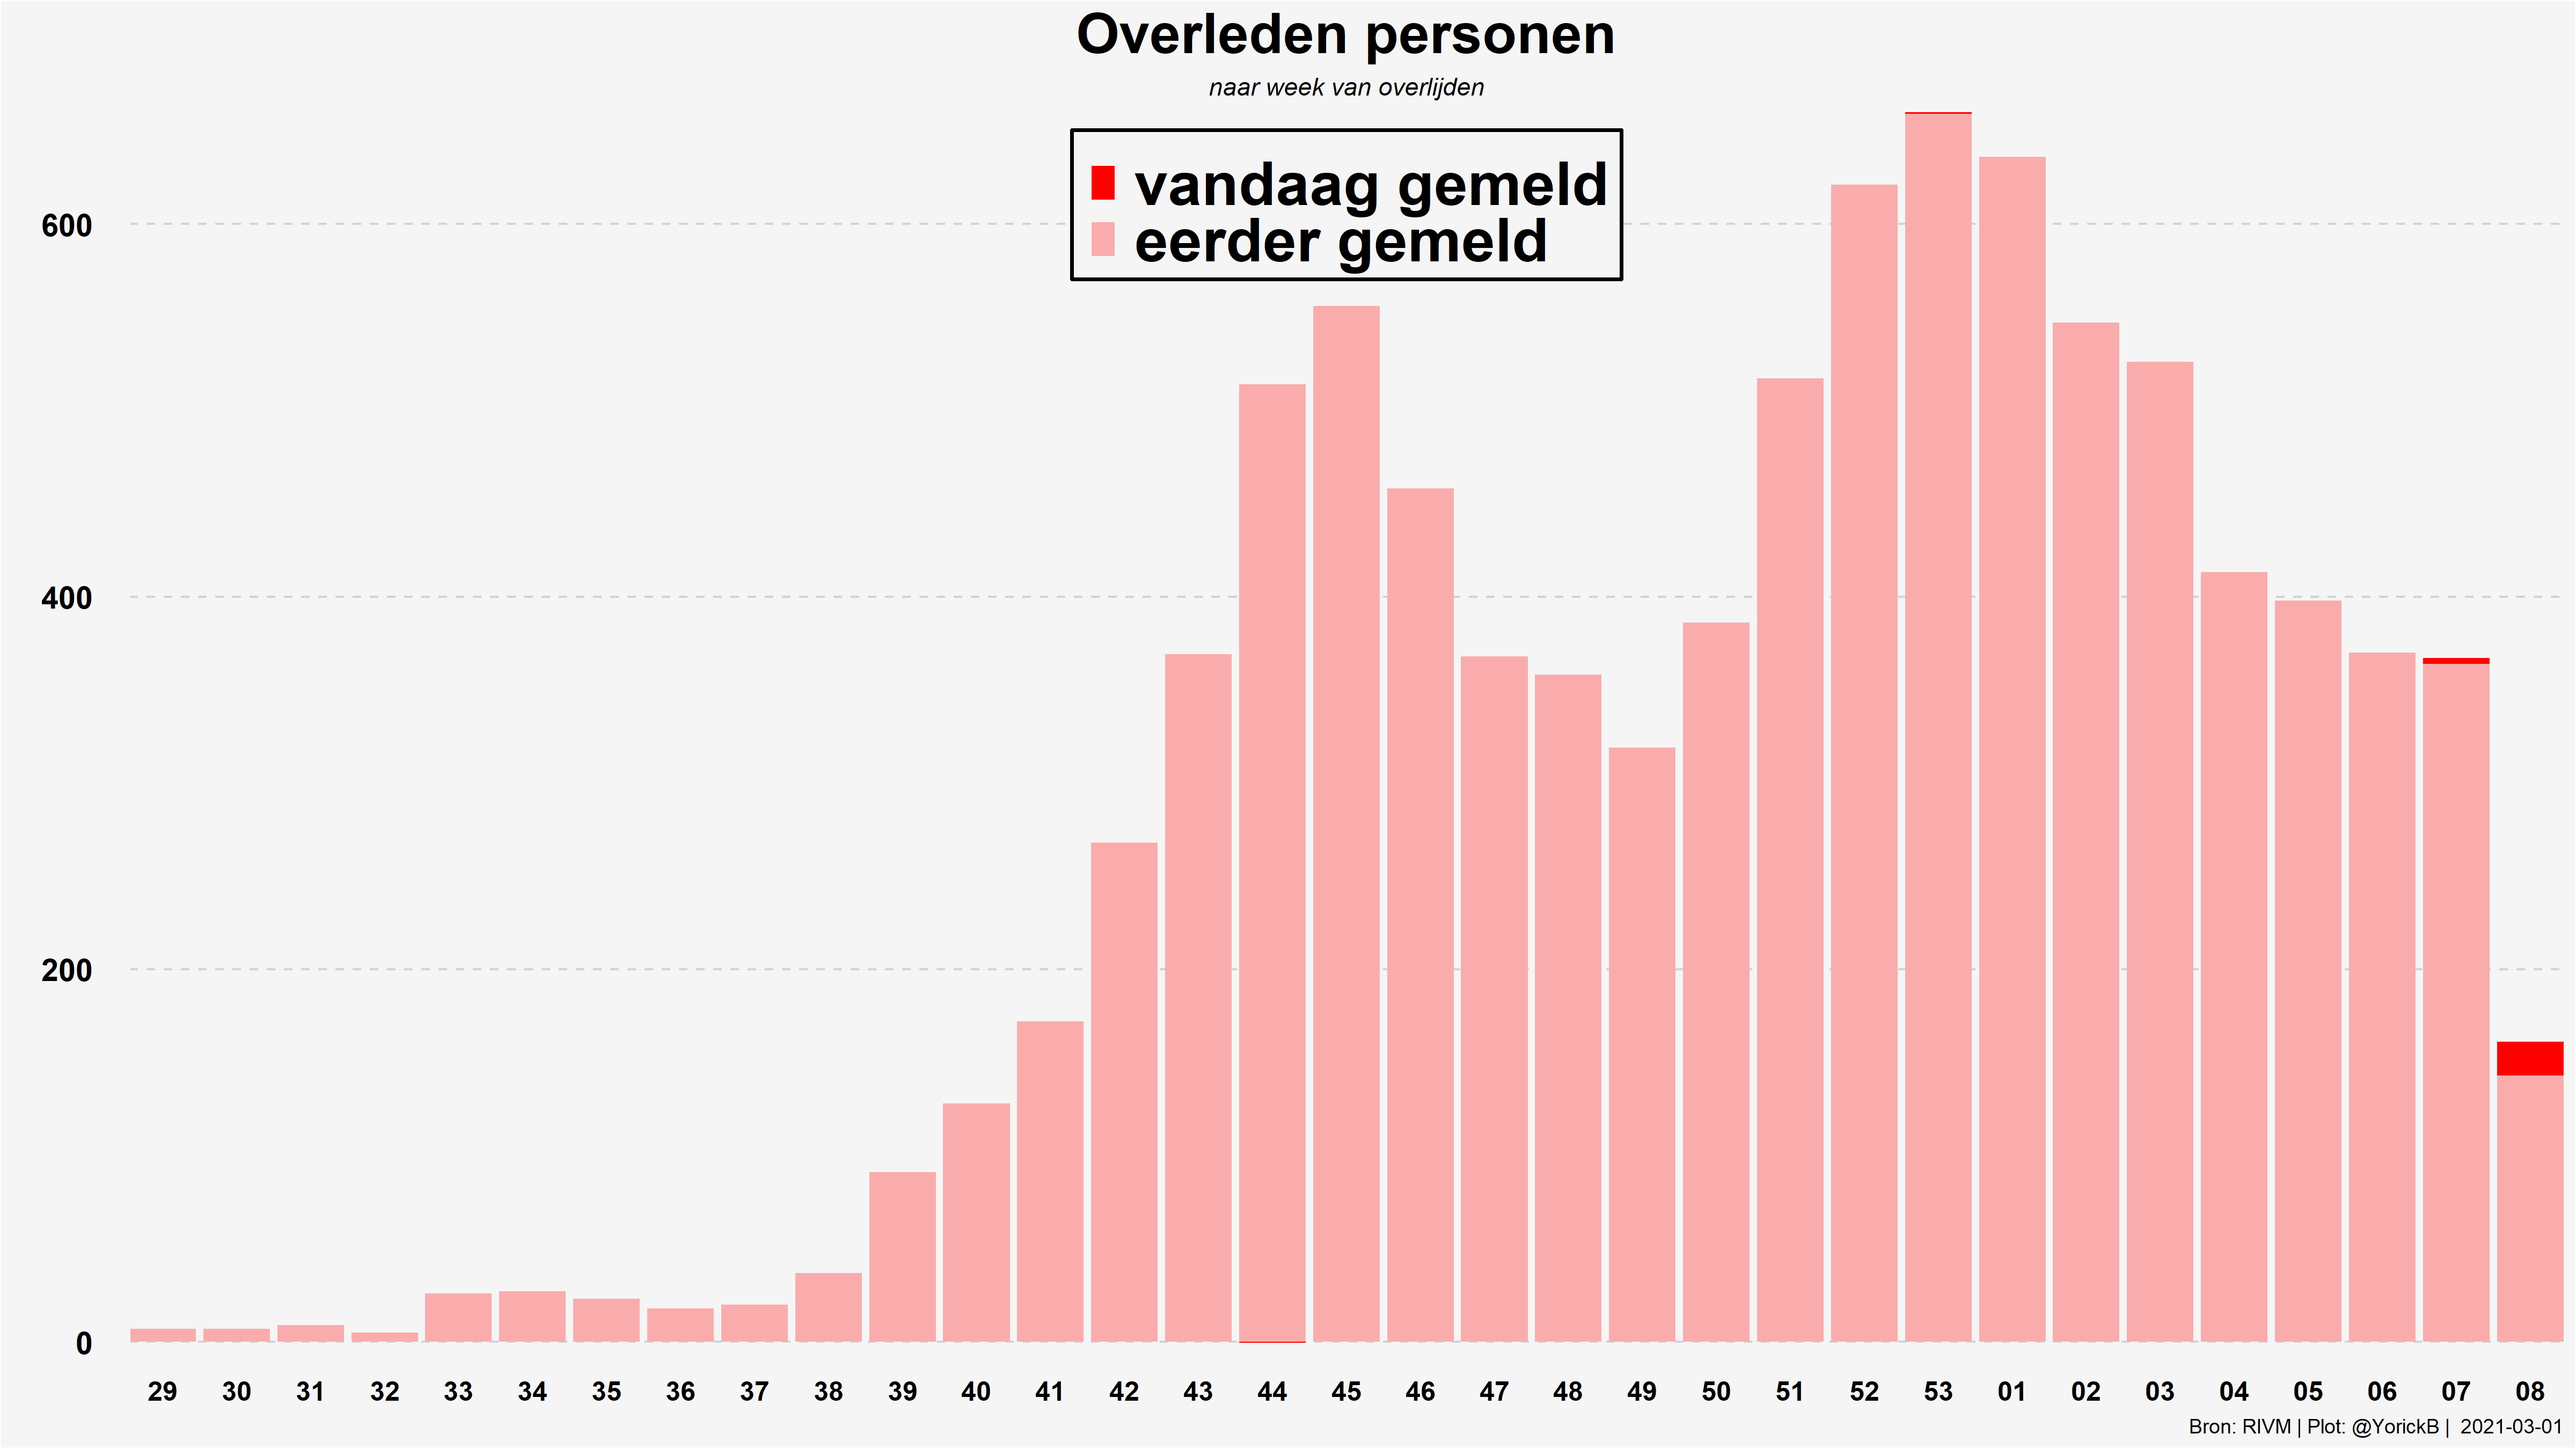 Overleden personen
naar week van overlijden
vandaag gemeld
eerder gemeld
600
400
200
0
29 30 31 32 33 34 35 36 37 38 39 40 41 42 43 44 45 46 47 48 49 50 51 52 53 01 02 03 04 05 06 07 08
Bron: RIVM | Plot: @YorickB | 2021-03-01